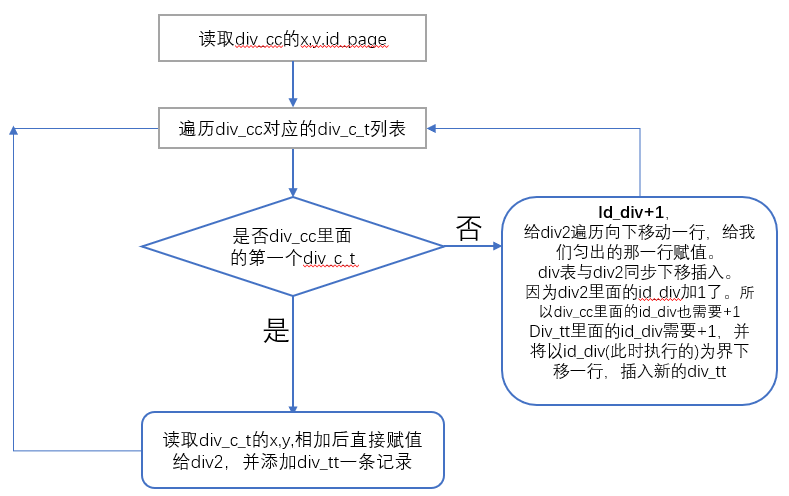 读取div_cc的x,y,id_page
遍历div_cc对应的div_c_t列表
是否div_cc里面
的第一个div_c_t
否
Id_div+1,
给div2遍历向下移动一行，给我
们匀出的那一行赋值。
div表与div2同步下移插入。
因为div2里面的id_div加1了。所
以div_cc里面的id_div也需要+1
Div_tt里面的id_div需要+1，并
将以id_div(此时执行的)为界下
移一行，插入新的div_tt
是
读取div_c_t的x,y,相加后直接赋值
给div2，并添加div_tt一条记录